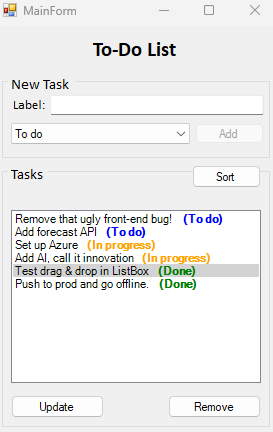 MainForm
To-Do List
New Task
Label:
To do
Add
Tasks
Sort
Remove that ugly front-end bug! (To do)
Add forecast API (To do)
Set up Azure (In progress)
Add AI, call it innovation (In progress)
Test drag & drop in ListBox (Done)
Push to prod and go offline. (Done)
Update
Remove